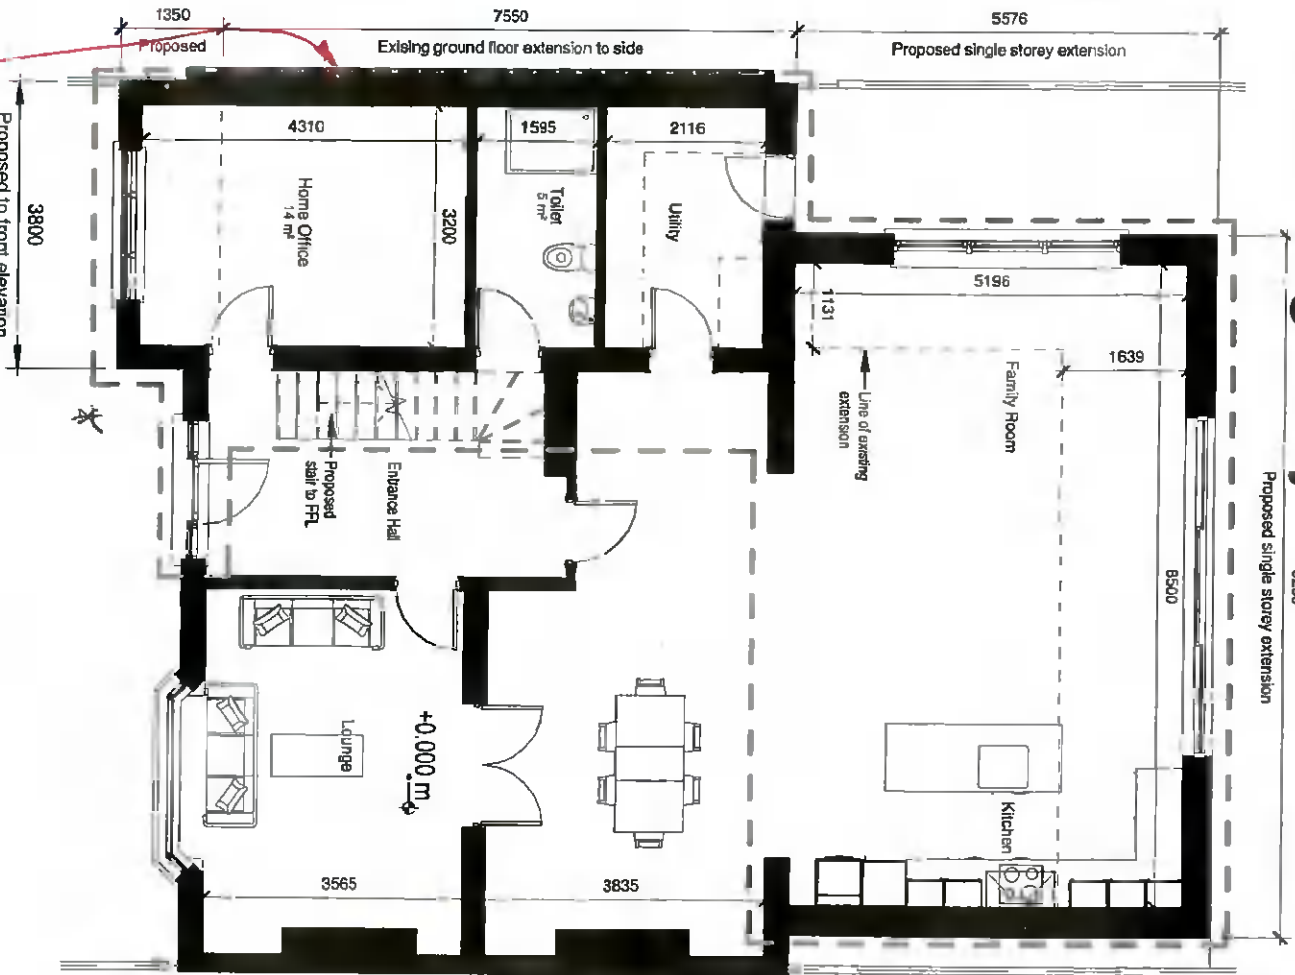 1350
7550
5576
Proposed
Exising ground floor extension to side
Proposed single storey extension
4310
1595
2116
3800
Proposed to front elevation
Home Office
14 m²
3200
Toilet
5 m²
Utility
5196
1131
1639
Line of existing
extension
Family Room
Proposed
stair to FFL
Entrance Hall
8500
Proposed single storey extension
Lounge
+0.000 m
Kitchen
3565
3835